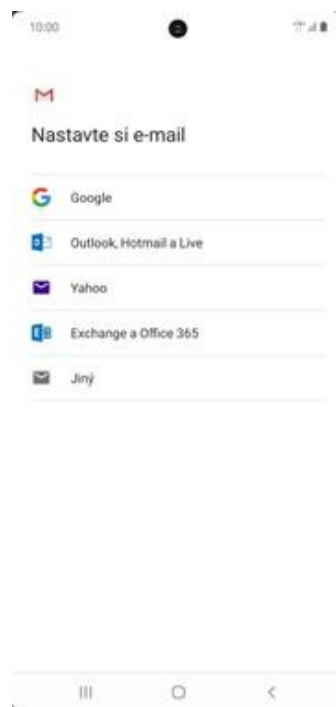 10:00
Nastavte si e-mail
Google
Outlook, Hotmail a Live
Yahoo
Exchange a Office 365
Jiný